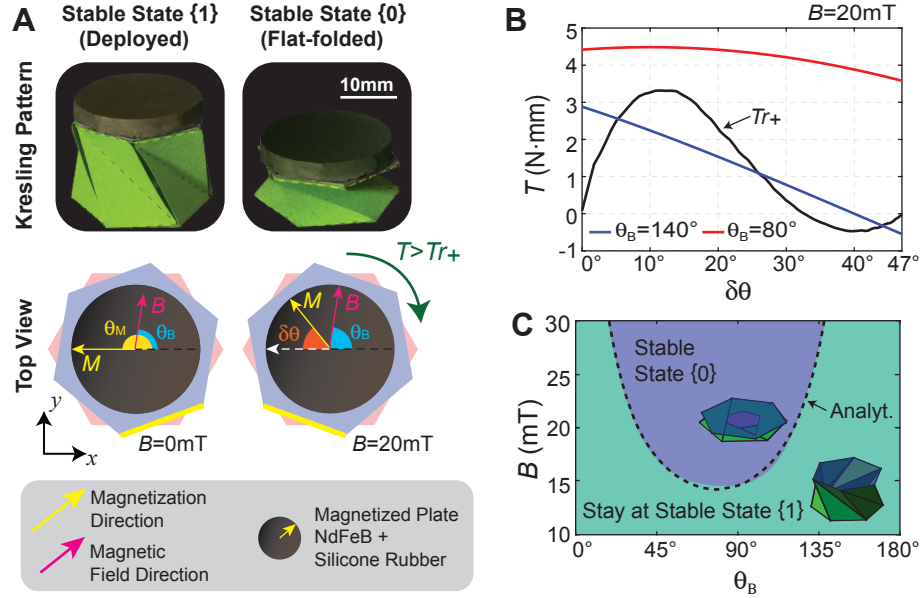 A
Stable State {1}
(Deployed)
Stable State {0}
(Flat-folded)
Kresling Pattern
10mm
Top View
T>Tr+
B
θM
θB
M
M
B
δθ
θB
y
x
B=0mT
B=20mT
Magnetization
Direction
Magnetic
Field Direction
Magnetized Plate
NdFeB +
Silicone Rubber
B
B=20mT
T (N·mm)
5
4
3
2
1
0
-1
Tr+
θB=140°
θB=80°
0°
10°
20°
30°
40°
47°
δθ
C
B (mT)
30
25
20
15
10
Stable
State {0}
Analyt.
Stay at Stable State {1}
0°
45°
90°
135°
180°
θB